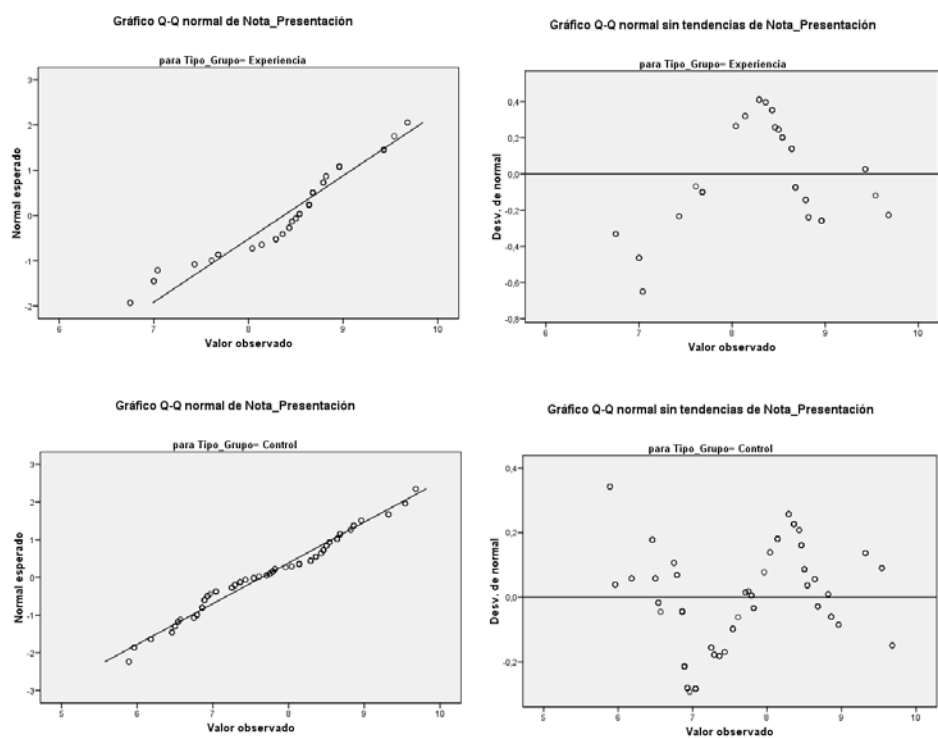 Gráfico Q-Q normal de Nota_Presentación
para Tipo_Grupo= Experiencia
Normal esperado
3
2
1
0
-1
-2
6
7
8
9
10
Valor observado
Gráfico Q-Q normal sin tendencias de Nota_Presentación
para Tipo_Grupo= Experiencia
Desv. de normal
0,4
0,2
0,0
-0,2
-0,4
-0,6
-0,8
6
7
8
9
10
Valor observado
Gráfico Q-Q normal de Nota_Presentación
para Tipo_Grupo= Control
Normal esperado
3
2
1
0
-1
-2
-3
5
6
7
8
9
10
Valor observado
Gráfico Q-Q normal sin tendencias de Nota_Presentación
para Tipo_Grupo= Control
Desv. de normal
0,4
0,2
0,0
-0,2
5
6
7
8
9
10
Valor observado